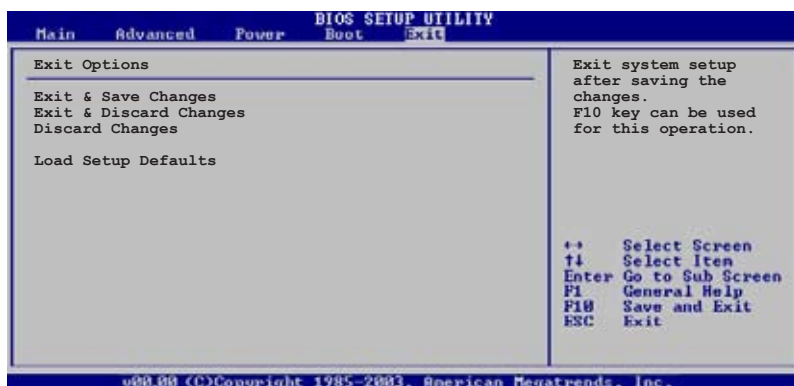 BIOS SETUP UTILITY
Main Advanced Power Boot Exit
Exit Options
Exit & Save Changes
Exit & Discard Changes
Discard Changes
Load Setup Defaults
Exit system setup
after saving the
changes.
F10 key can be used
for this operation.
↔ Select Screen
↑↓ Select Item
Enter Go to Sub Screen
F1 General Help
F10 Save and Exit
ESC Exit
v00.00 (C)Copyright 1985-2003, American Megatrends, Inc.